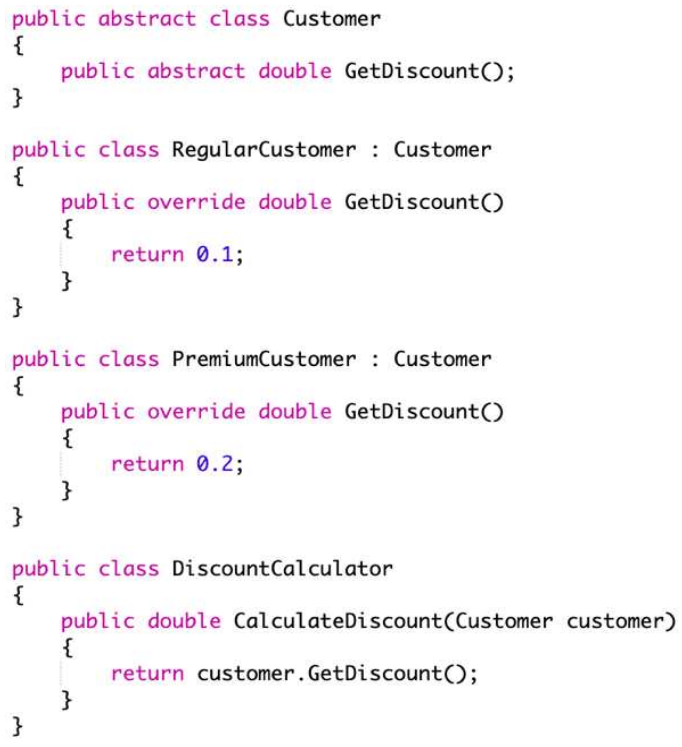 public abstract class Customer
{
    public abstract double GetDiscount();
}
public class RegularCustomer : Customer
{
    public override double GetDiscount()
    {
        return 0.1;
    }
}
public class PremiumCustomer : Customer
{
    public override double GetDiscount()
    {
        return 0.2;
    }
}
public class DiscountCalculator
{
    public double CalculateDiscount(Customer customer)
    {
        return customer.GetDiscount();
    }
}